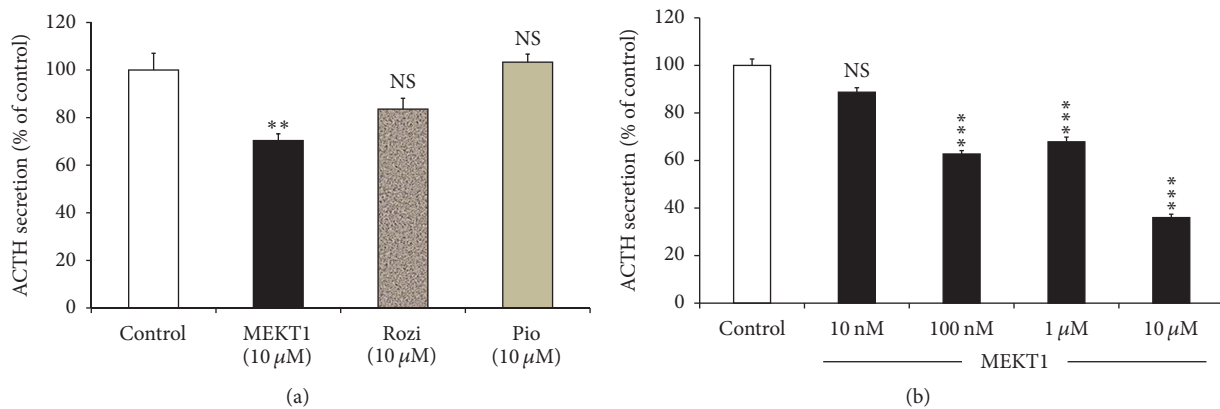 120
100
80
60
40
20
0
ACTH secretion (% of control)
**
NS
NS
Control
MEKT1
(10 μM)
Rozi
(10 μM)
Pio
(10 μM)
(a)
120
100
80
60
40
20
0
ACTH secretion (% of control)
NS
***
***
***
Control
10 nM
100 nM
1 μM
10 μM
MEKT1
(b)